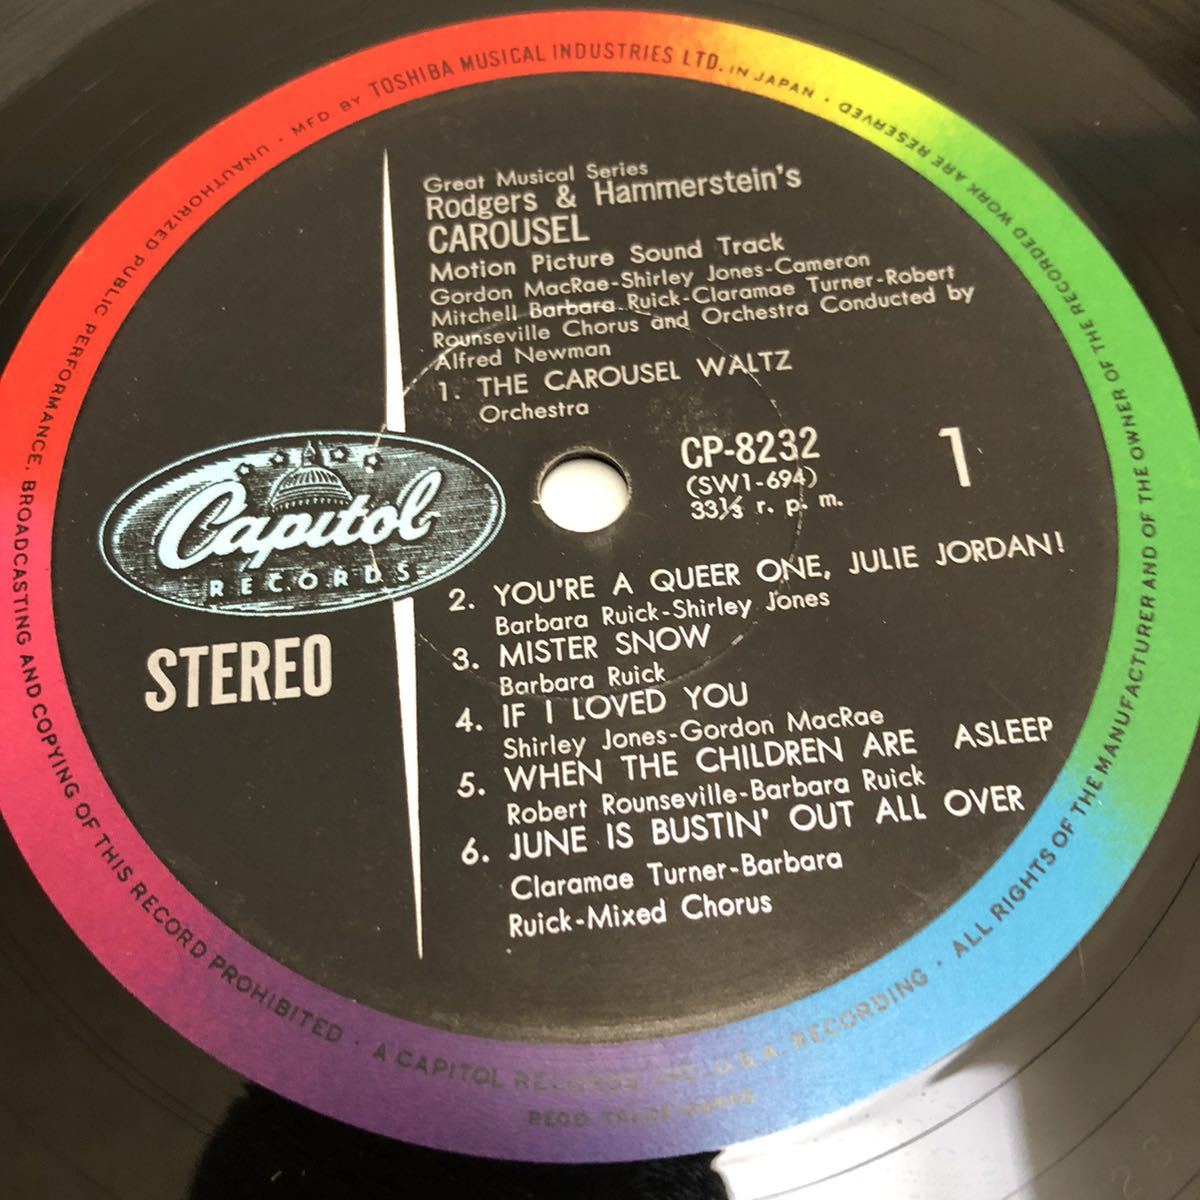 Great Musical Series
Rodgers & Hammerstein's
CAROUSEL
Motion Picture Sound Track
Gordon MacRae-Shirley Jones-Cameron
Mitchell Barbara Ruick-Claramae Turner-Robert
Rounseville Chorus and Orchestra Conducted by
Alfred Newman
1. THE CAROUSEL WALTZ
Orchestra
CP-8232
(SW1-694)
33⅓ r. p. m.
1
Capitol
RECORDS
STEREO
2. YOU'RE A QUEER ONE, JULIE JORDAN!
Barbara Ruick-Shirley Jones
3. MISTER SNOW
Barbara Ruick
4. IF I LOVED YOU
Shirley Jones-Gordon MacRae
5. WHEN THE CHILDREN ARE ASLEEP
Robert Rounseville-Barbara Ruick
6. JUNE IS BUSTIN' OUT ALL OVER
Claramae Turner-Barbara
Ruick-Mixed Chorus
MFD BY TOSHIBA MUSICAL INDUSTRIES LTD. IN JAPAN · ALL RIGHTS OF THE MANUFACTURER AND OF THE OWNER OF THE RECORDED WORK ARE RESERVED · UNAUTHORIZED PUBLIC PERFORMANCE, BROADCASTING AND COPYING OF THIS RECORD PROHIBITED · A CAPITOL RECORDS INC., U.S.A. RECORDING ·
REGD. TRADE-MARKS
2S